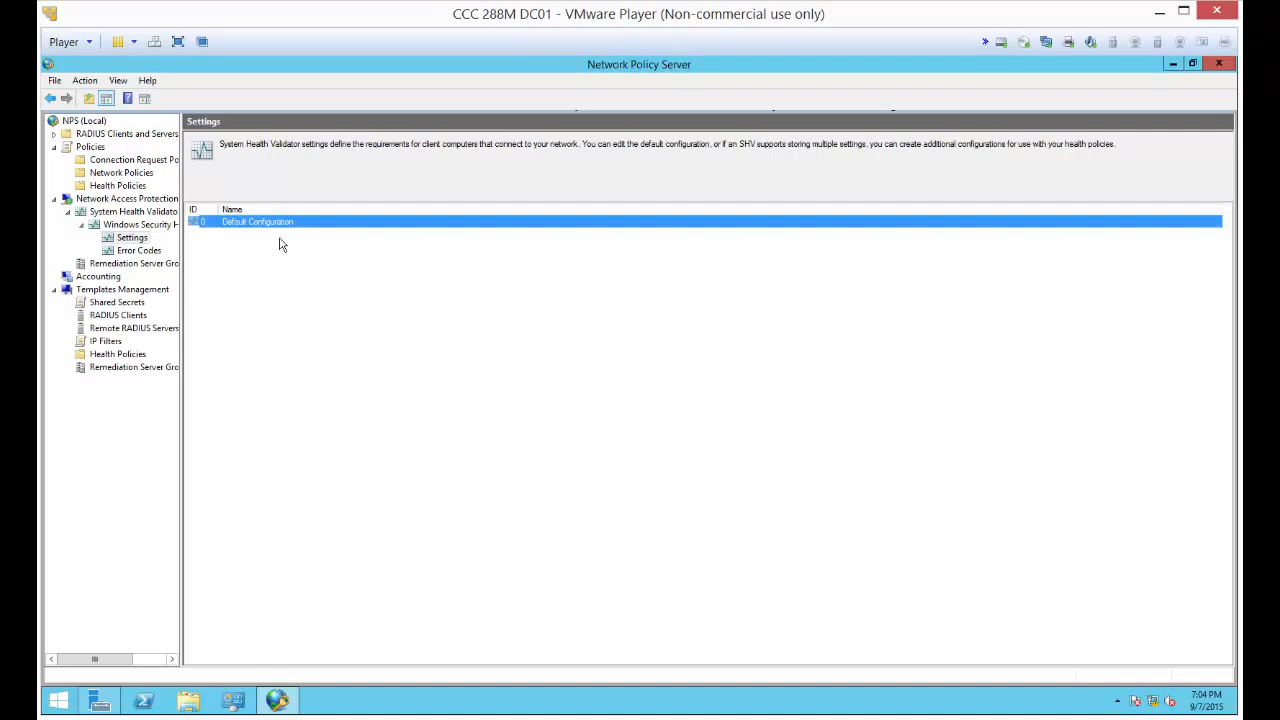 CCC 288M DC01 - VMware Player (Non-commercial use only)
Player
Network Policy Server
File Action View Help
NPS (Local)
RADIUS Clients and Servers
Policies
Connection Request Po
Network Policies
Health Policies
Network Access Protection
System Health Validato
Windows Security H
Settings
Error Codes
Remediation Server Gro
Accounting
Templates Management
Shared Secrets
RADIUS Clients
Remote RADIUS Servers
IP Filters
Health Policies
Remediation Server Gro
Settings
System Health Validator settings define the requirements for client computers that connect to your network. You can edit the default configuration, or if an SHV supports storing multiple settings, you can create additional configurations for use with your health policies.
ID Name
0 Default Configuration
7:04 PM
9/7/2015